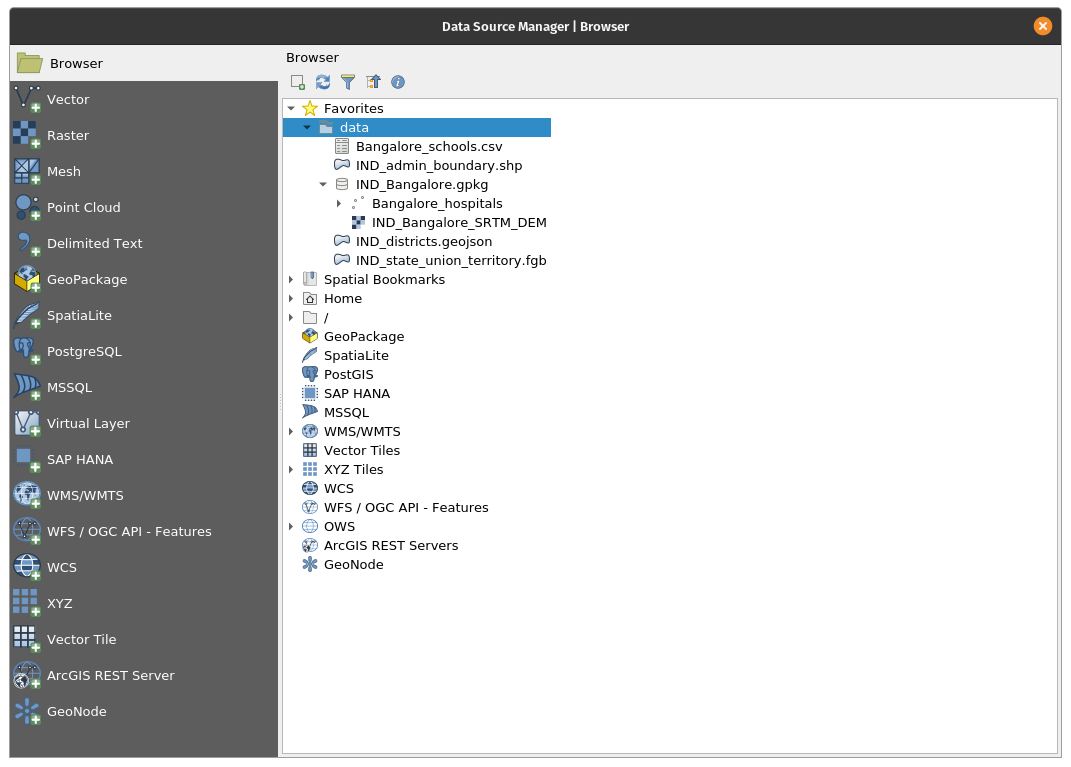 Data Source Manager | Browser
Browser
Vector
Raster
Mesh
Point Cloud
Delimited Text
GeoPackage
SpatiaLite
PostgreSQL
MSSQL
Virtual Layer
SAP HANA
WMS/WMTS
WFS / OGC API - Features
WCS
XYZ
Vector Tile
ArcGIS REST Server
GeoNode
Browser
Favorites
data
Bangalore_schools.csv
IND_admin_boundary.shp
IND_Bangalore.gpkg
Bangalore_hospitals
IND_Bangalore_SRTM_DEM
IND_districts.geojson
IND_state_union_territory.fgb
Spatial Bookmarks
Home
/
GeoPackage
SpatiaLite
PostGIS
SAP HANA
MSSQL
WMS/WMTS
Vector Tiles
XYZ Tiles
WCS
WFS / OGC API - Features
OWS
ArcGIS REST Servers
GeoNode